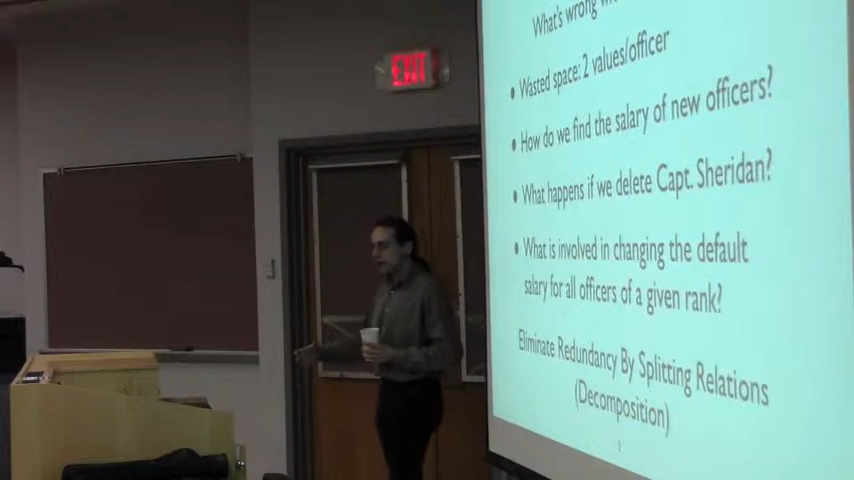 What's wrong
• Wasted space: 2 values/officer
• How do we find the salary of new officers?
• What happens if we delete Capt. Sheridan?
• What is involved in changing the default
salary for all officers of a given rank?
Eliminate Redundancy By Splitting Relations
(Decomposition)
EXIT